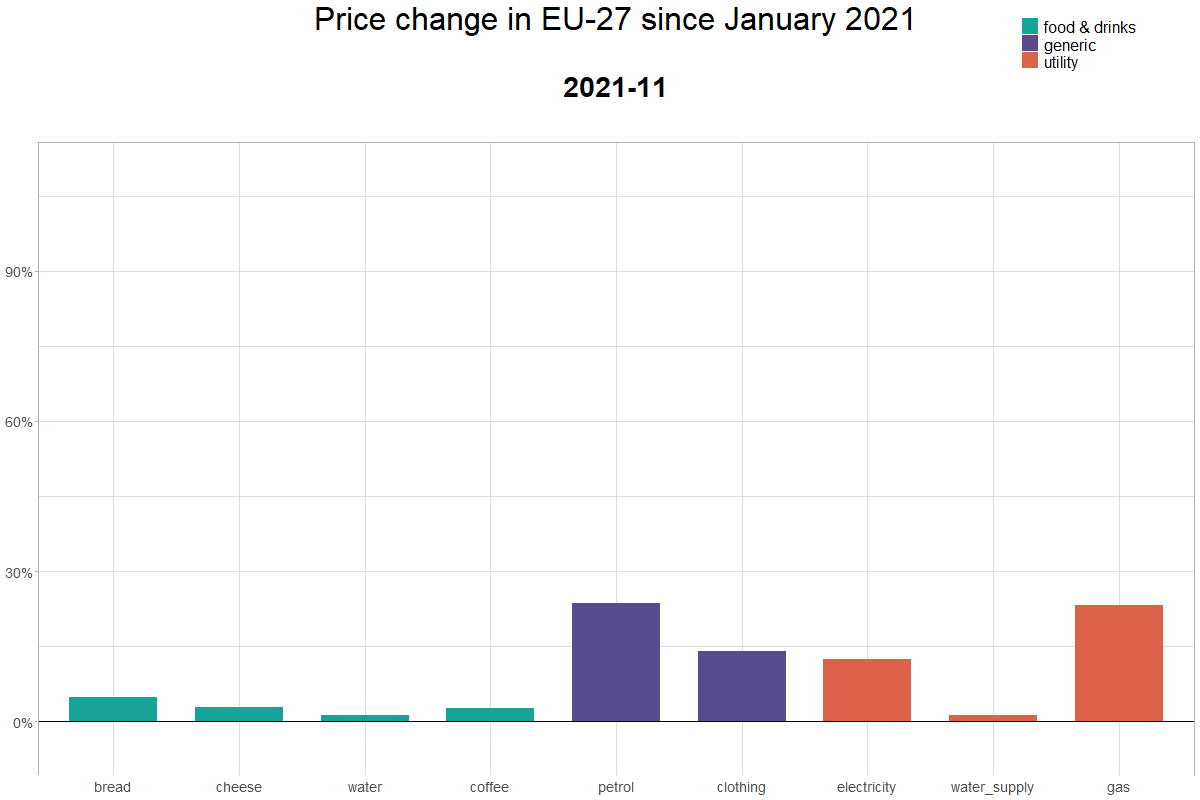 Price change in EU-27 since January 2021
food & drinks
generic
utility
2021-11
90%
60%
30%
0%
bread cheese water coffee petrol clothing electricity water_supply gas